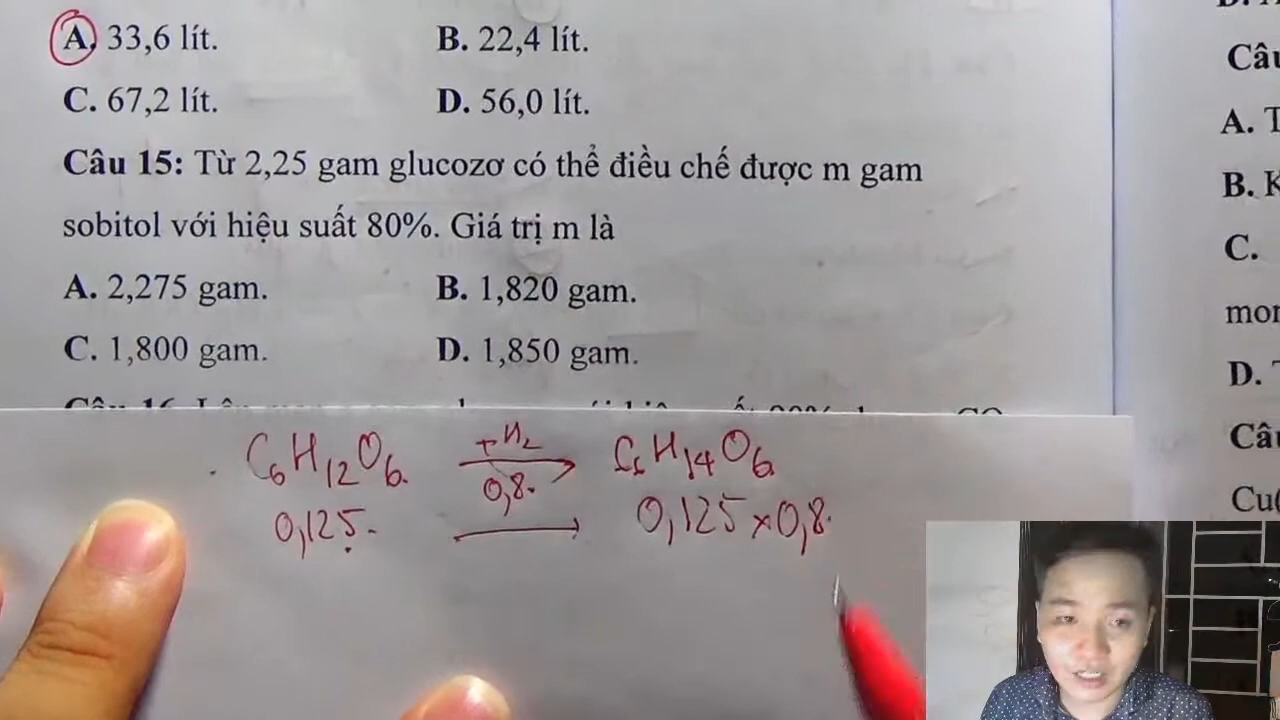 A. 33,6 lít. B. 22,4 lít.
C. 67,2 lít. D. 56,0 lít.
Câu 15: Từ 2,25 gam glucozơ có thể điều chế được m gam
sobitol với hiệu suất 80%. Giá trị m là
A. 2,275 gam. B. 1,820 gam.
C. 1,800 gam. D. 1,850 gam.
C6H12O6 +H2 0,8 C6H14O6
0,125 0,125x0,8
Câu
A.
B.
C.
D.
Câu